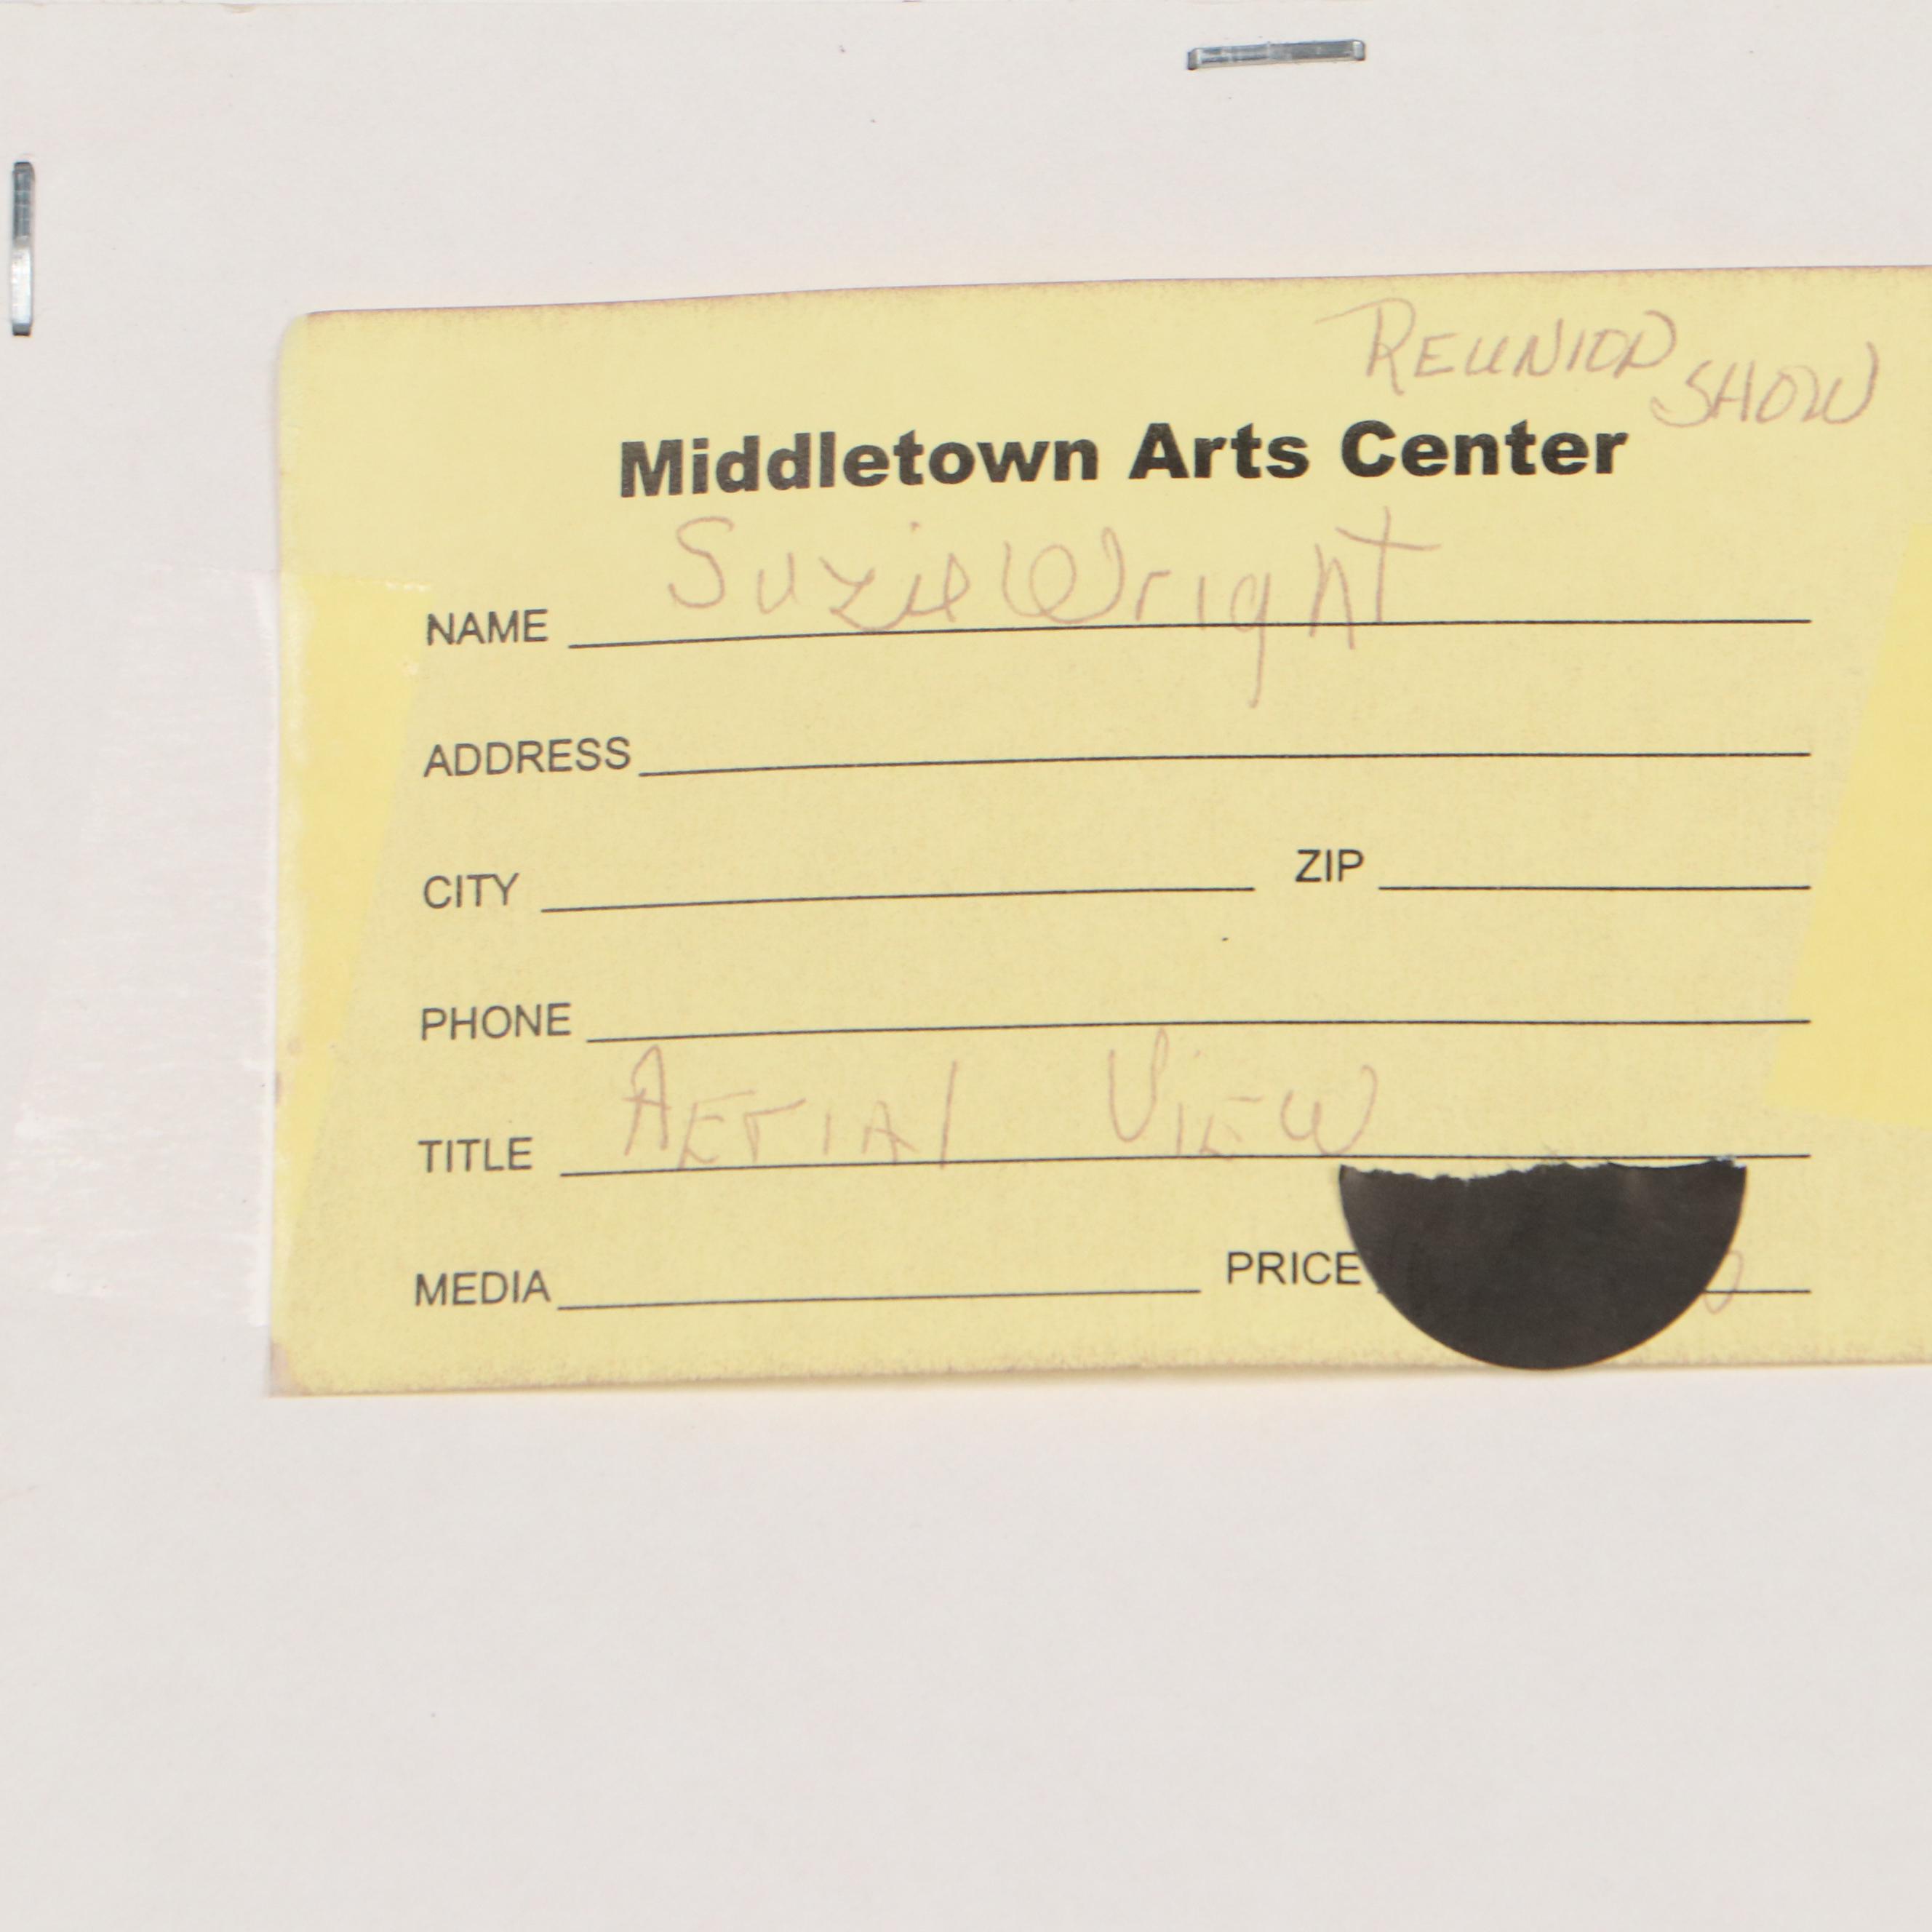 REUNION
SHOW
Middletown Arts Center
NAME Suzie Wright
ADDRESS
CITY ZIP
PHONE
TITLE AErIAl VIEW
MEDIA PRICE